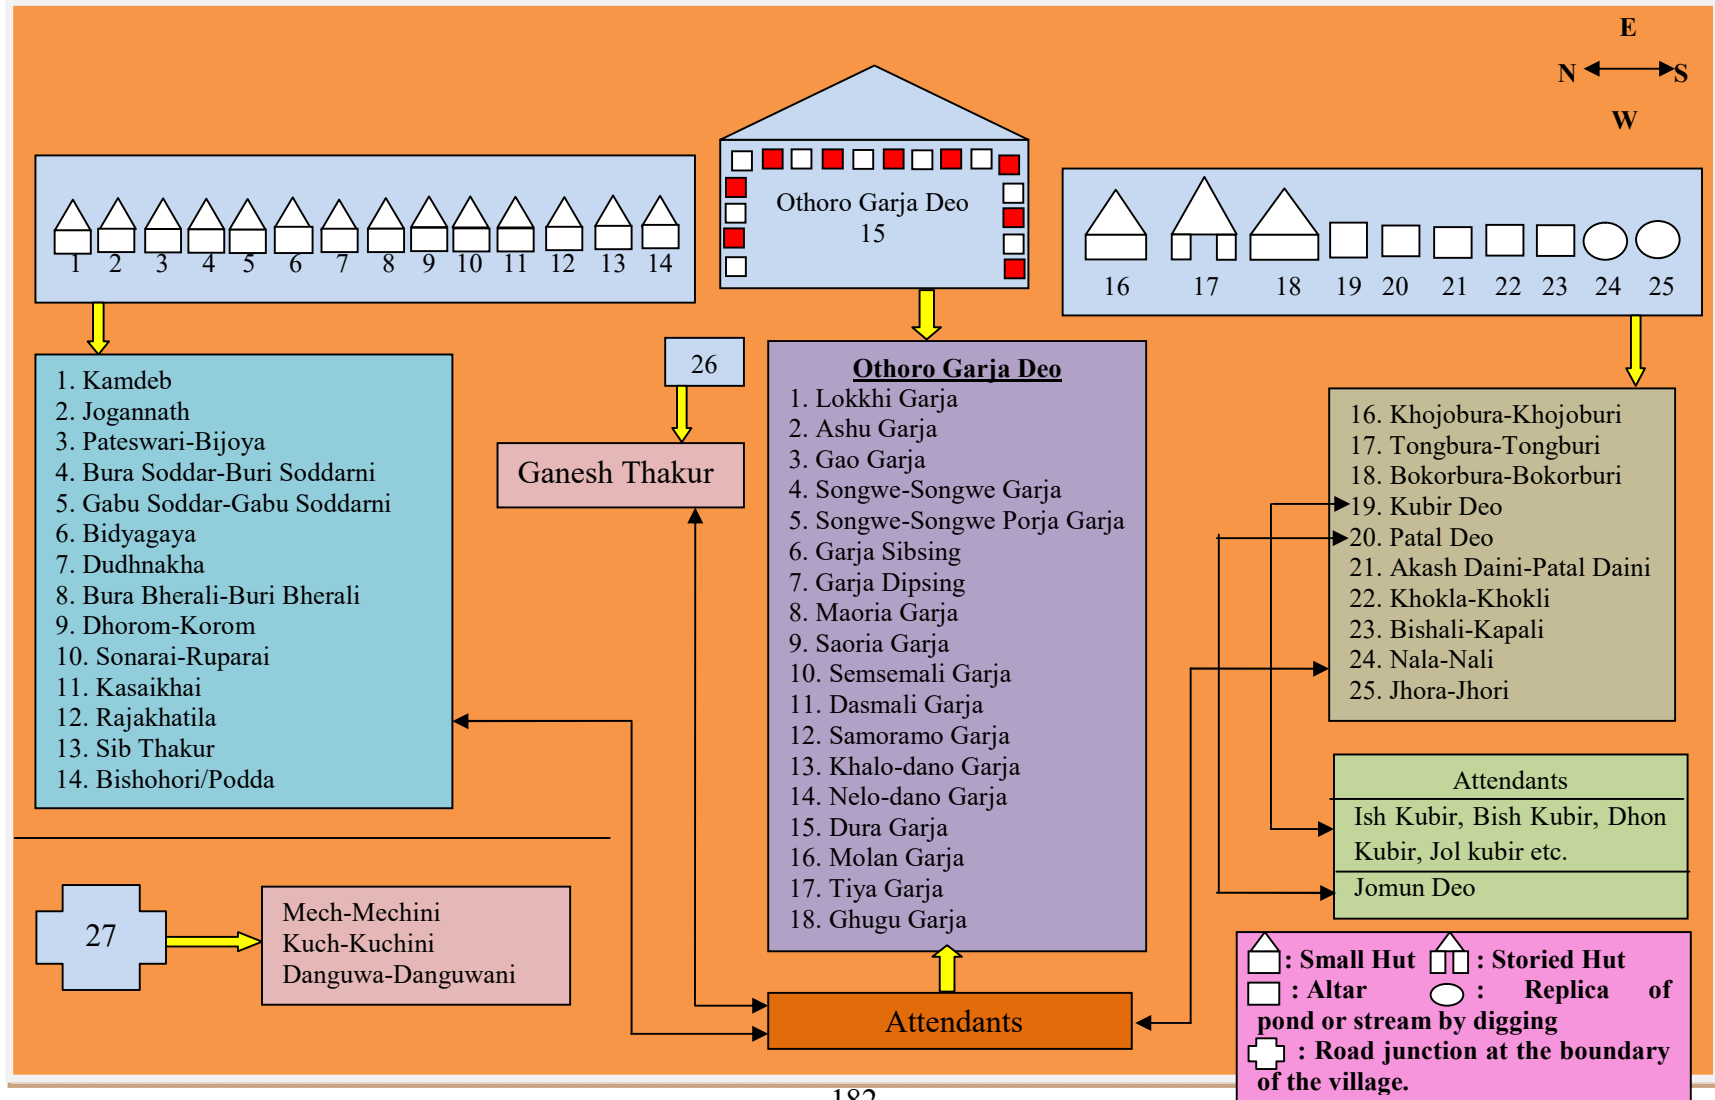 E
N S
W
1 2 3 4 5 6 7 8 9 10 11 12 13 14
Othoro Garja Deo
15
16 17 18 19 20 21 22 23 24 25
1. Kamdeb
2. Jogannath
3. Pateswari-Bijoya
4. Bura Soddar-Buri Soddarni
5. Gabu Soddar-Gabu Soddarni
6. Bidyagaya
7. Dudhnakha
8. Bura Bherali-Buri Bherali
9. Dhorom-Korom
10. Sonarai-Ruparai
11. Kasaikhai
12. Rajakhatila
13. Sib Thakur
14. Bishohori/Podda
26
Ganesh Thakur
Othoro Garja Deo
1. Lokkhi Garja
2. Ashu Garja
3. Gao Garja
4. Songwe-Songwe Garja
5. Songwe-Songwe Porja Garja
6. Garja Sibsing
7. Garja Dipsing
8. Maoria Garja
9. Saoria Garja
10. Semsemali Garja
11. Dasmali Garja
12. Samoramo Garja
13. Khalo-dano Garja
14. Nelo-dano Garja
15. Dura Garja
16. Molan Garja
17. Tiya Garja
18. Ghugu Garja
16. Khojobura-Khojoburi
17. Tongbura-Tongburi
18. Bokorbura-Bokorburi
19. Kubir Deo
20. Patal Deo
21. Akash Daini-Patal Daini
22. Khokla-Khokli
23. Bishali-Kapali
24. Nala-Nali
25. Jhora-Jhori
Attendants
Ish Kubir, Bish Kubir, Dhon
Kubir, Jol kubir etc.
Jomun Deo
27
Mech-Mechini
Kuch-Kuchini
Danguwa-Danguwani
Attendants
: Small Hut : Storied Hut
: Altar : Replica of
pond or stream by digging
: Road junction at the boundary
of the village.
182